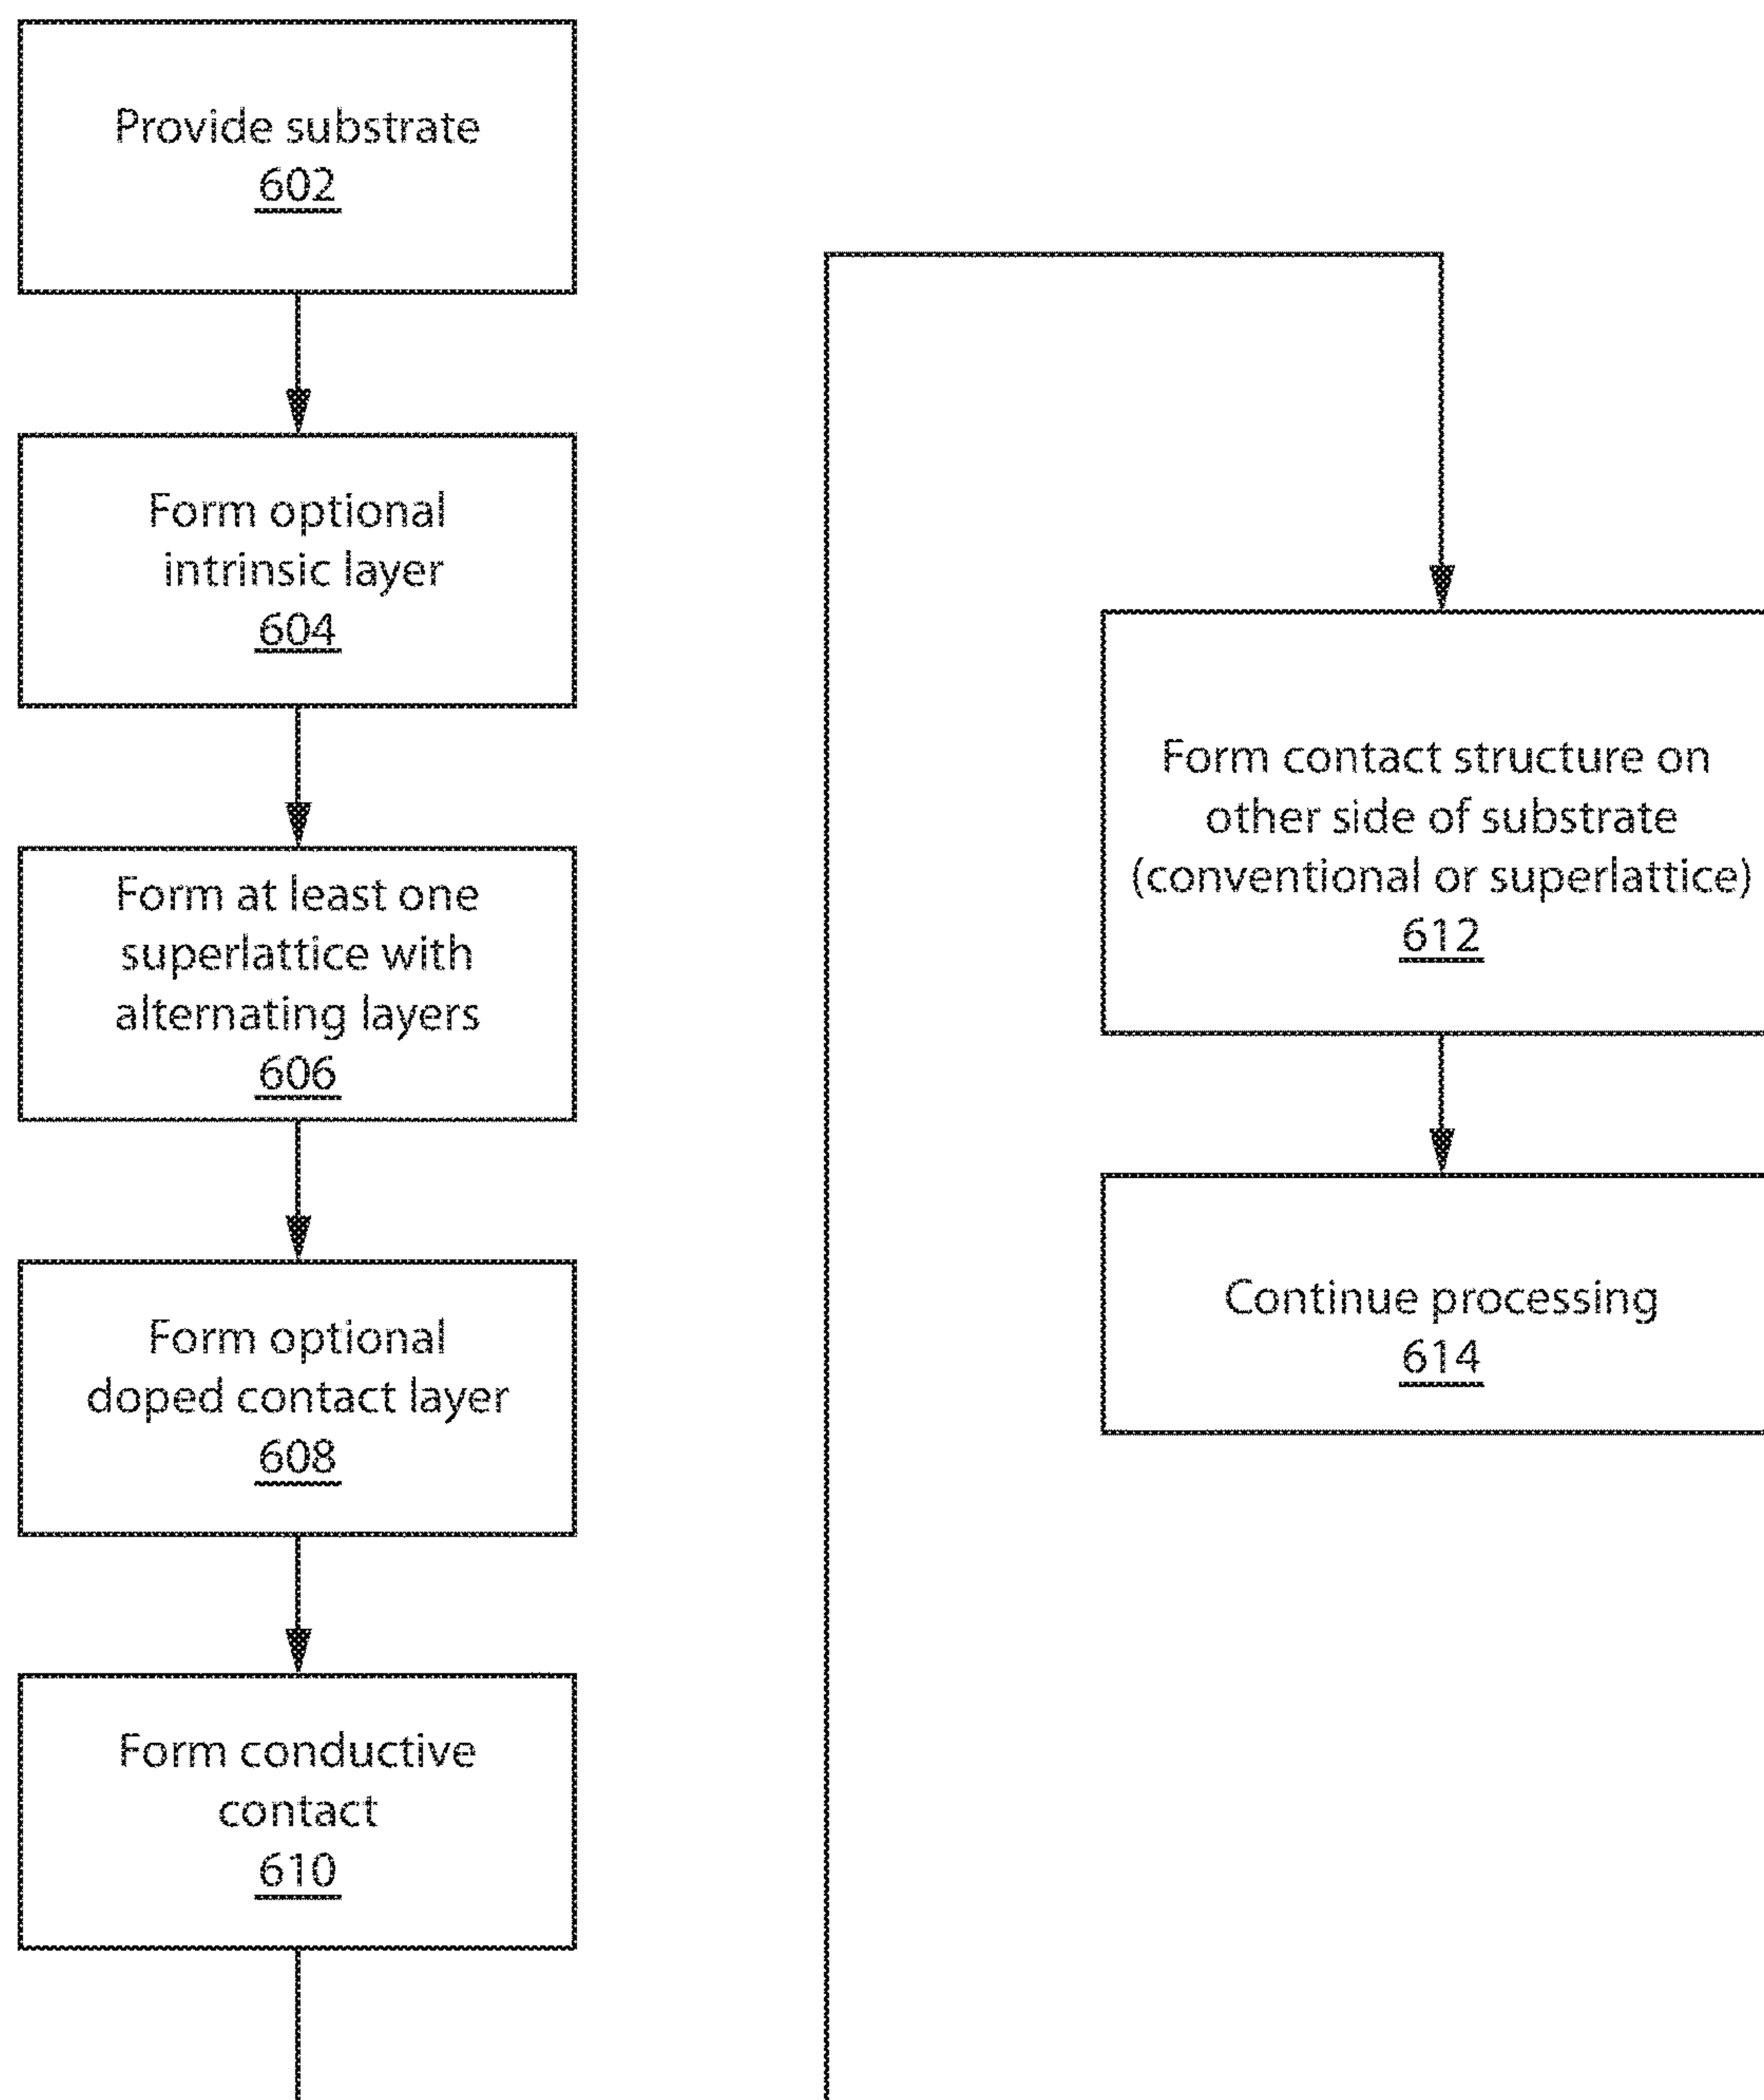 Provide substrate
602
Form optional
intrinsic layer
604
Form at least one
superlattice with
alternating layers
606
Form optional
doped contact layer
608
Form conductive
contact
610
Form contact structure on
other side of substrate
(conventional or superlattice)
612
Continue processing
614